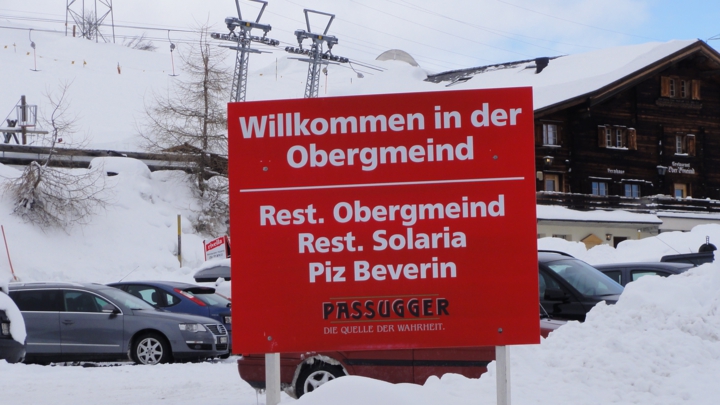 Willkommen in der
Obergmeind
Rest. Obergmeind
Rest. Solaria
Piz Beverin
PASSUGGER
DIE QUELLE DER WAHRHEIT.